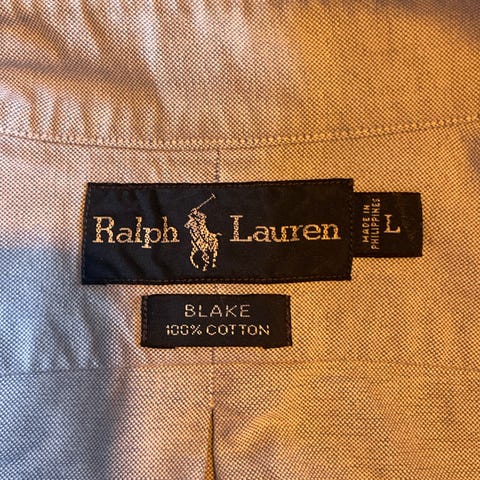 Ralph Lauren
MADE IN
PHILIPPINES
L
BLAKE
100% COTTON